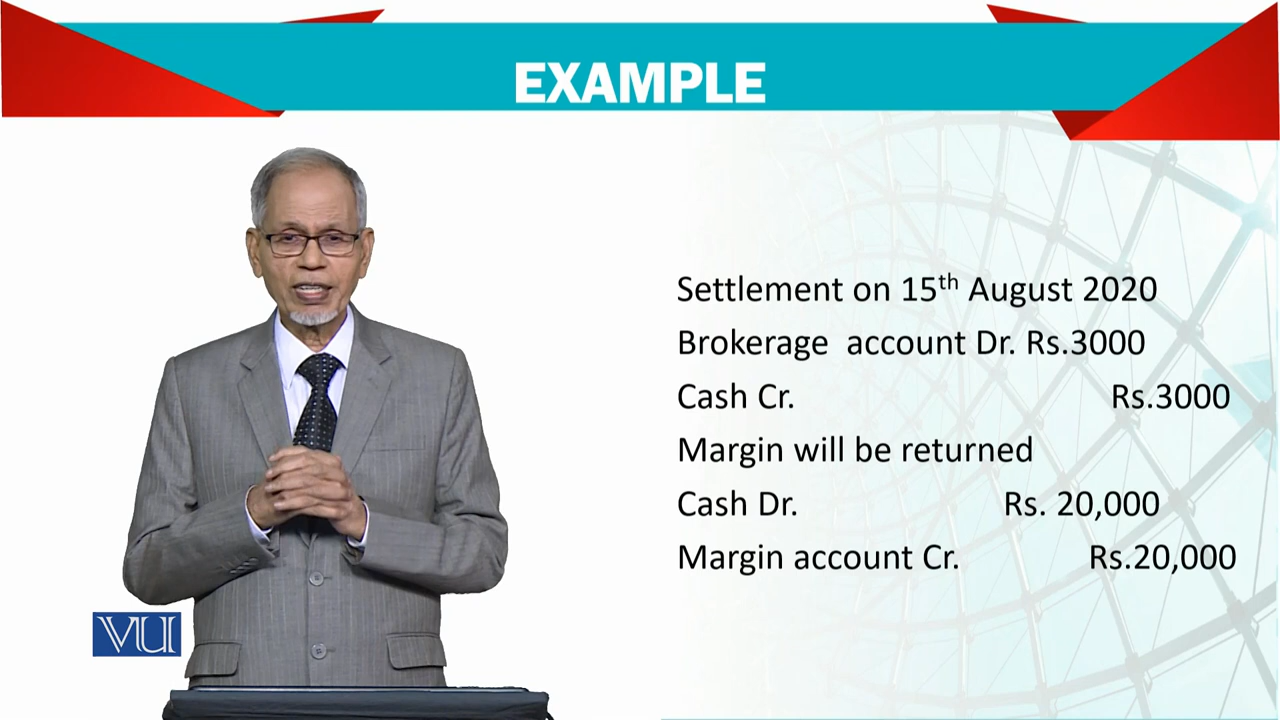 EXAMPLE
Settlement on 15th August 2020
Brokerage account Dr. Rs.3000
Cash Cr. Rs.3000
Margin will be returned
Cash Dr. Rs. 20,000
Margin account Cr. Rs.20,000
VU